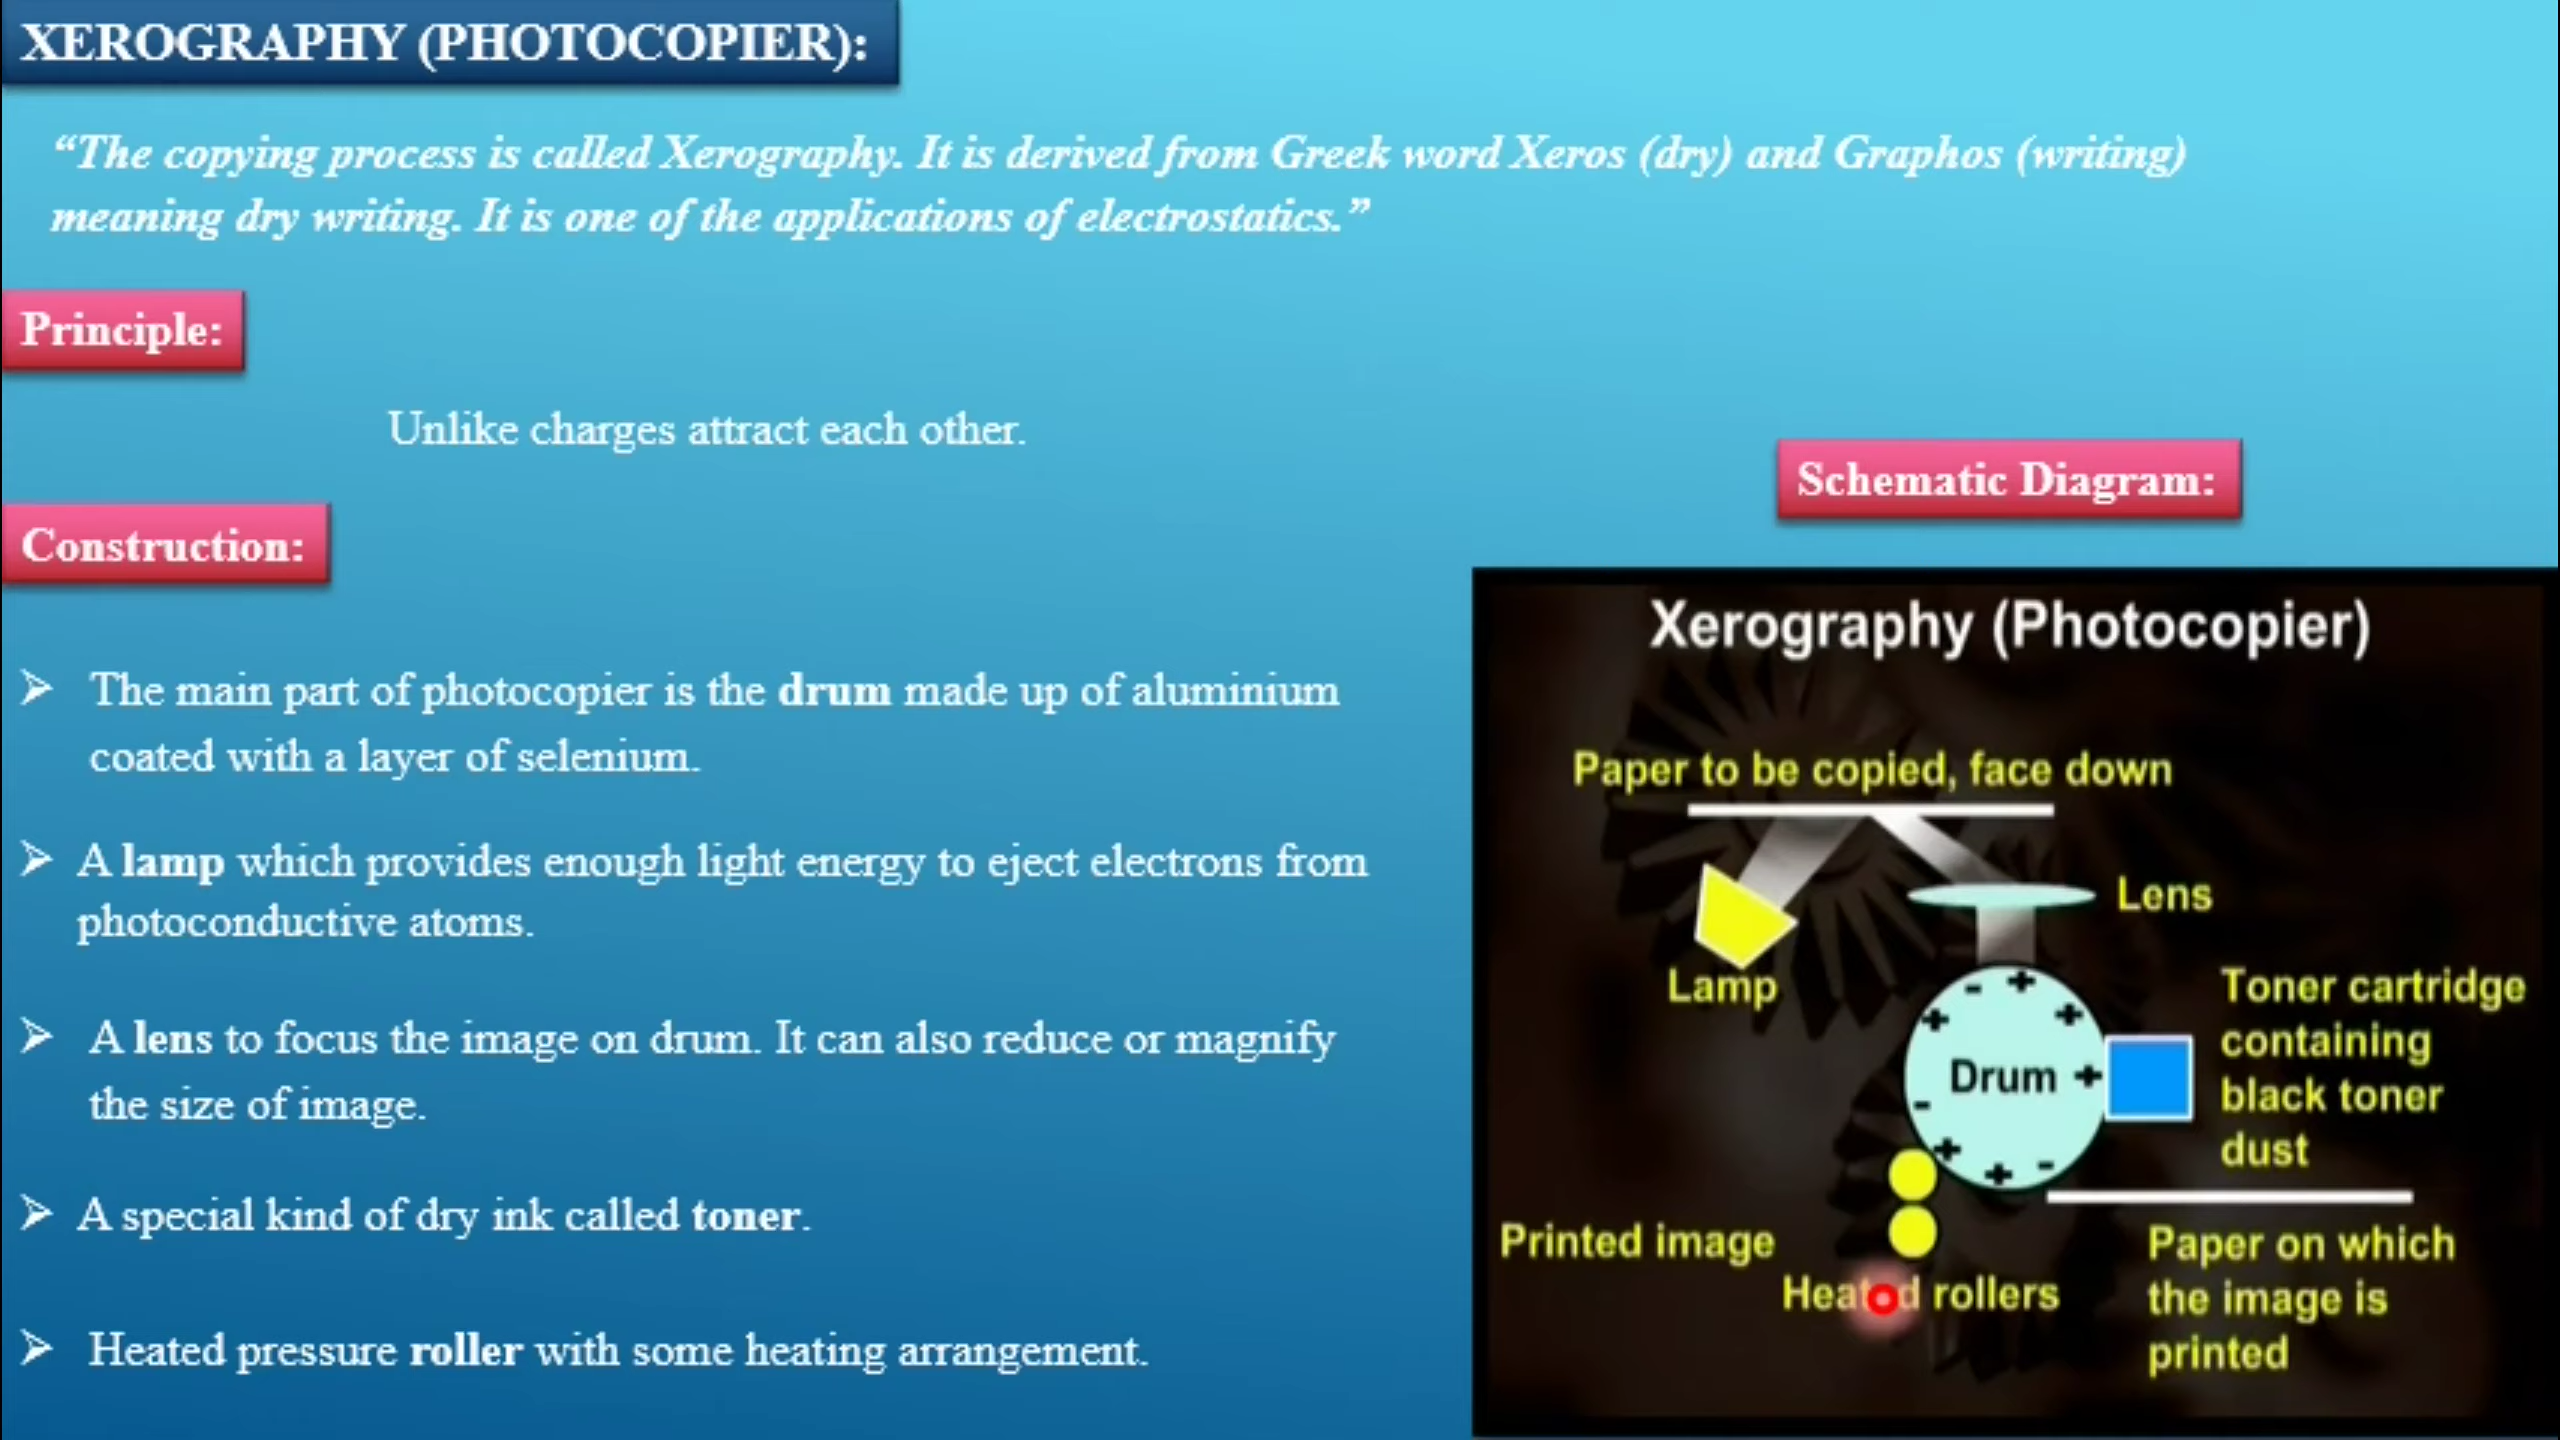 XEROGRAPHY (PHOTOCOPIER):
“The copying process is called Xerography. It is derived from Greek word Xeros (dry) and Graphos (writing)
meaning dry writing. It is one of the applications of electrostatics.”
Principle:
Unlike charges attract each other.
Construction:
➢ The main part of photocopier is the drum made up of aluminium
coated with a layer of selenium.
➢ A lamp which provides enough light energy to eject electrons from
photoconductive atoms.
➢ A lens to focus the image on drum. It can also reduce or magnify
the size of image.
➢ A special kind of dry ink called toner.
➢ Heated pressure roller with some heating arrangement.
Schematic Diagram:
Xerography (Photocopier)
Paper to be copied, face down
Lens
Lamp
Toner cartridge
containing
black toner
dust
- +
+ +
Drum +
-
+ + -
Printed image
Heated rollers
Paper on which
the image is
printed